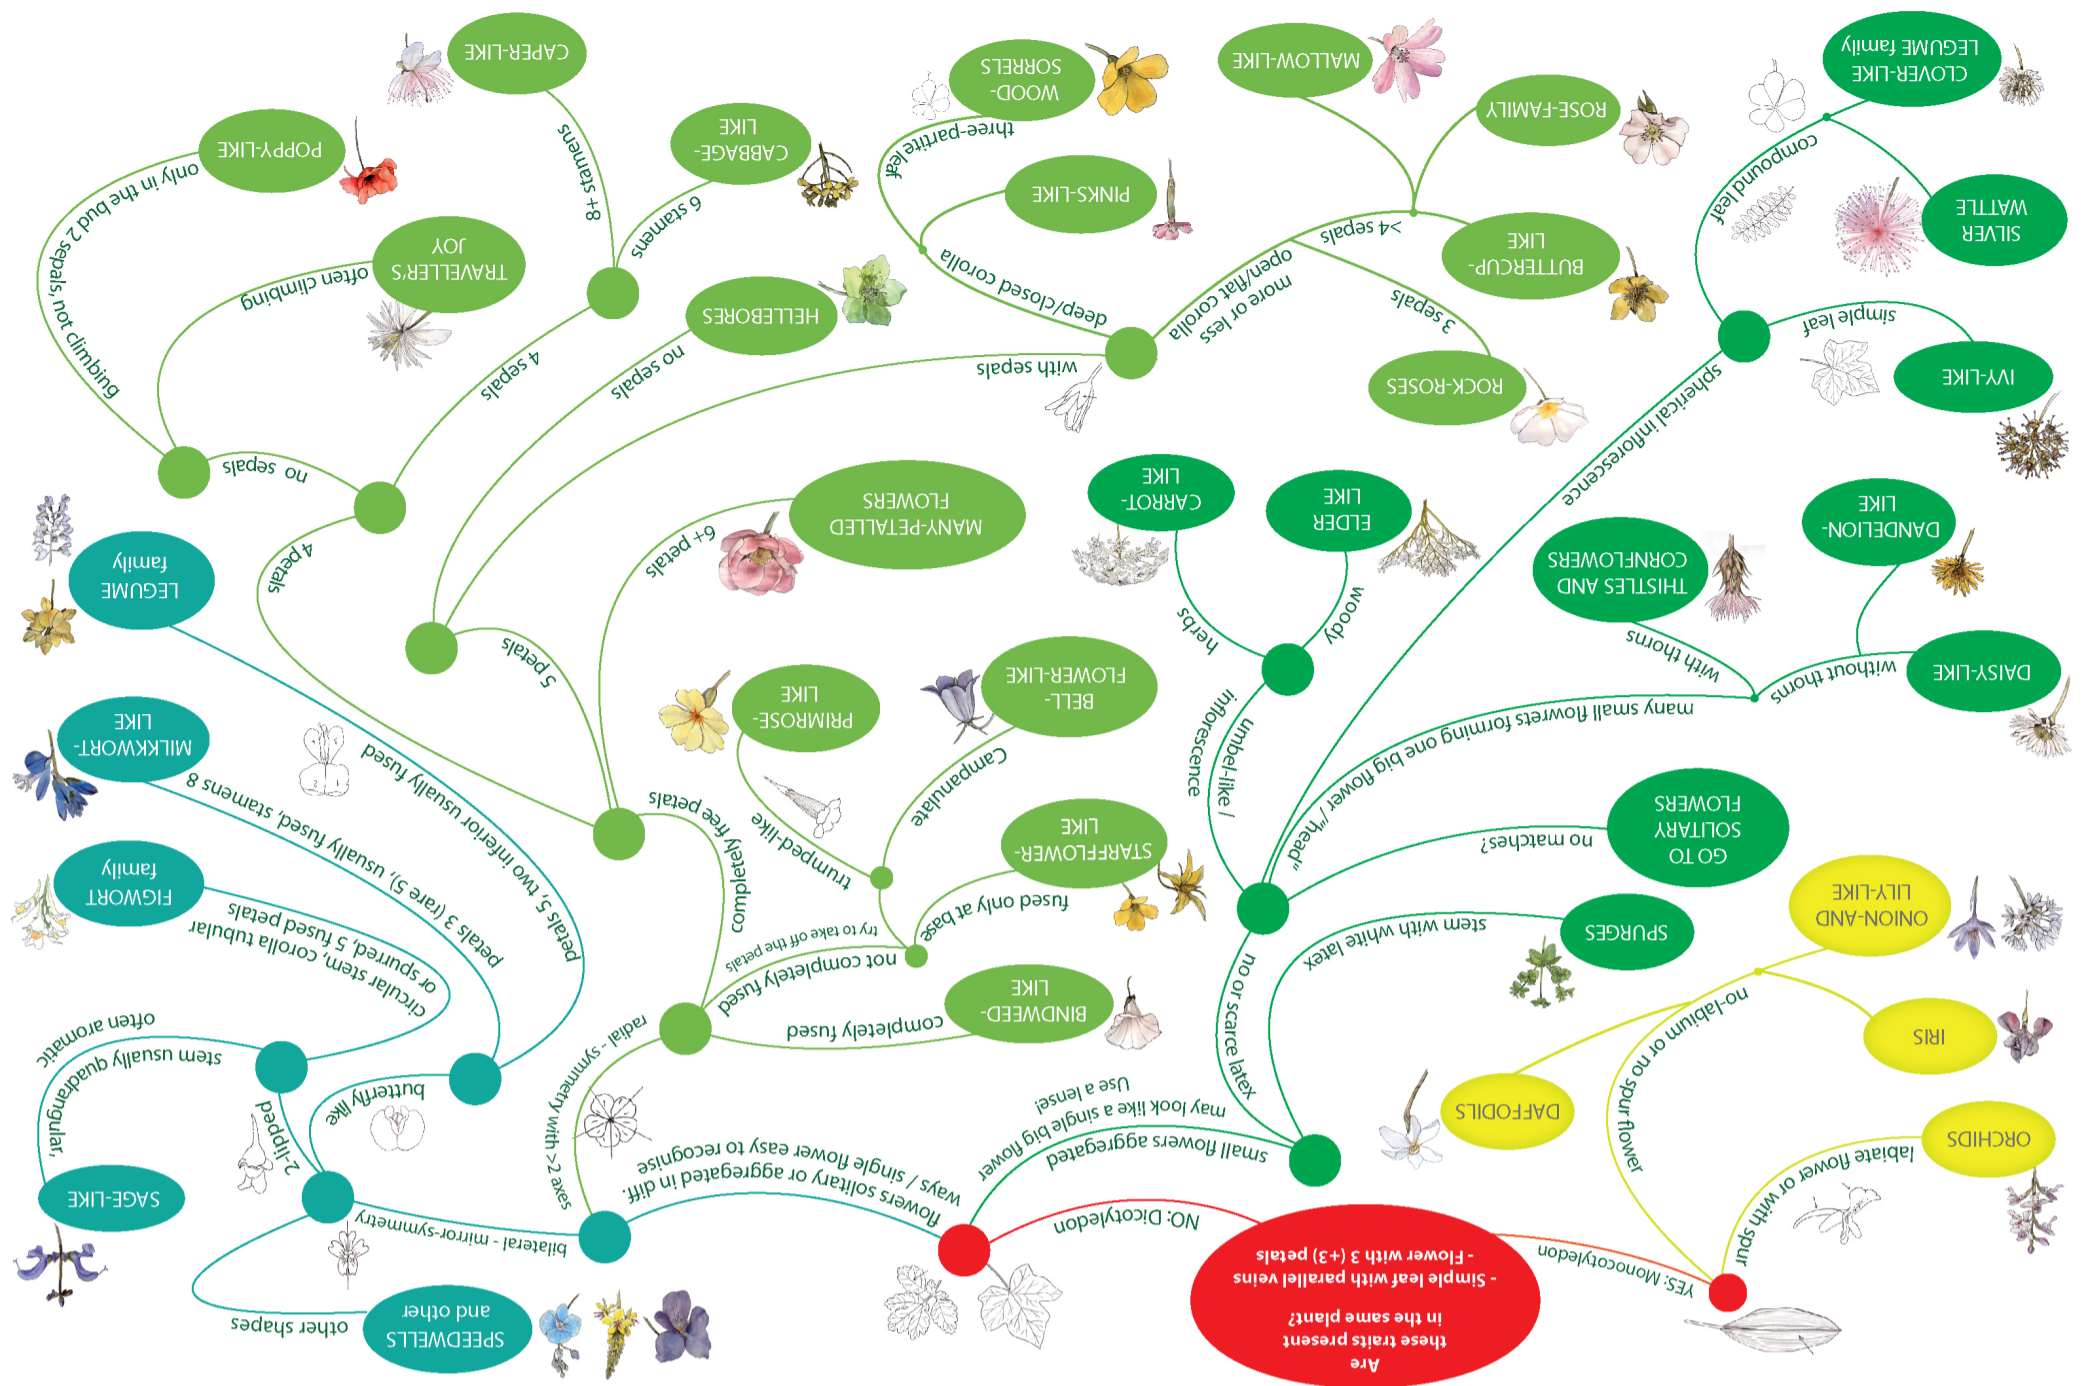 Are
these traits present
in the same plant?
- Simple leaf with parallel veins
- Flower with 3 (+3) petals
YES: Monocotyledon
labiate flower or with spur
ORCHIDS
no-labium or no spur flower
DAFFODILS
IRIS
ONION-AND
LILY-LIKE
NO: Dicotyledon
small flowers aggregated
may look like a single big flower
Use a lense!
stem with white latex
SPURGES
no or scarce latex
no matches?
GO TO
SOLITARY
FLOWERS
many small flowrets forming one big flower/"head"
without thorns
DAISY-LIKE
DANDELION-
LIKE
with thorns
THISTLES AND
CORNFLOWERS
umbel-like /
inflorescence
woody
ELDER
LIKE
herbs
CARROT-
LIKE
spherical inflorescence
simple leaf
IVY-LIKE
compound leaf
SILVER
WATTLE
CLOVER-LIKE
LEGUME family
flowers solitary or aggregated in diff.
ways / single flower easy to recognise
radial - symmetry with >2 axes
completely fused
BINDWEED-
LIKE
not completely fused
try to take off the petals
fused only at base
STARFFLOWER-
LIKE
Campanulate
BELL-
FLOWER-LIKE
trumped-like
PRIMROSE-
LIKE
completely free petals
6+ petals
MANY-PETALLED
FLOWERS
5 petals
with sepals
more or less
open/flat corolla
3 sepals
ROCK-ROSES
>4 sepals
BUTTERCUP-
LIKE
ROSE-FAMILY
MALLOW-LIKE
deep/closed corolla
PINKS-LIKE
three-partite leaf
WOOD-
SORRELS
no sepals
HELLEBORES
4 petals
4 sepals
6 stamens
CABBAGE-
LIKE
8+ stamens
CAPER-LIKE
no sepals
often climbing
TRAVELLER'S
JOY
only in the bud 2 sepals, not climbing
POPPY-LIKE
bilateral - mirror-symmetry
butterfly like
petals 5, two inferior usually fused
LEGUME
family
petals 3 (rare 5), usually fused, stamens 8
MILKKWORT-
LIKE
2-lipped
circular stem, corolla tubular
or spurred, 5 fused petals
FIGWORT
family
stem usually quadrangular,
often aromatic
SAGE-LIKE
other shapes
SPEEDWELLS
and other